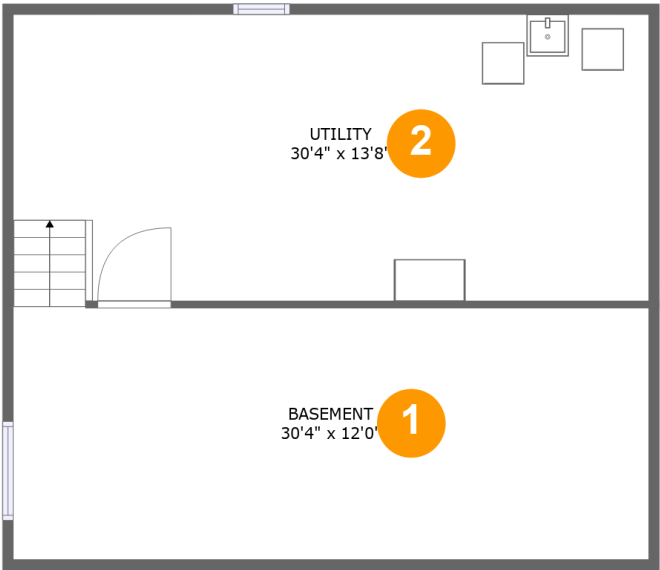 UTILITY
30'4" x 13'8"
2
BASEMENT
30'4" x 12'0"
1